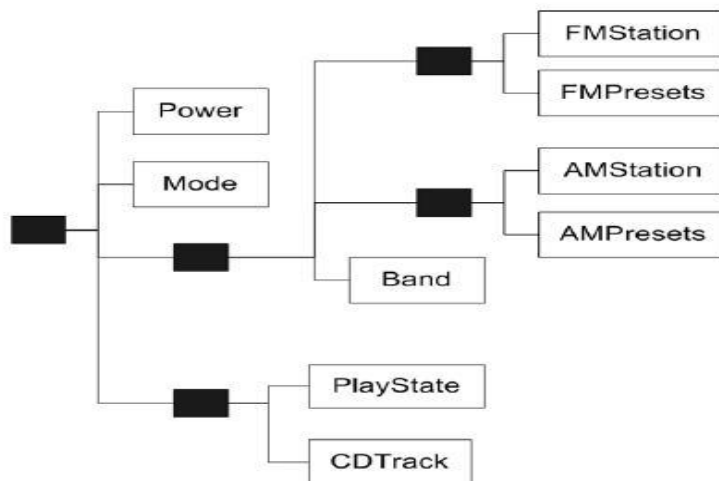 FMStation
FMPresets
Power
Mode
AMStation
AMPresets
Band
PlayState
CDTrack